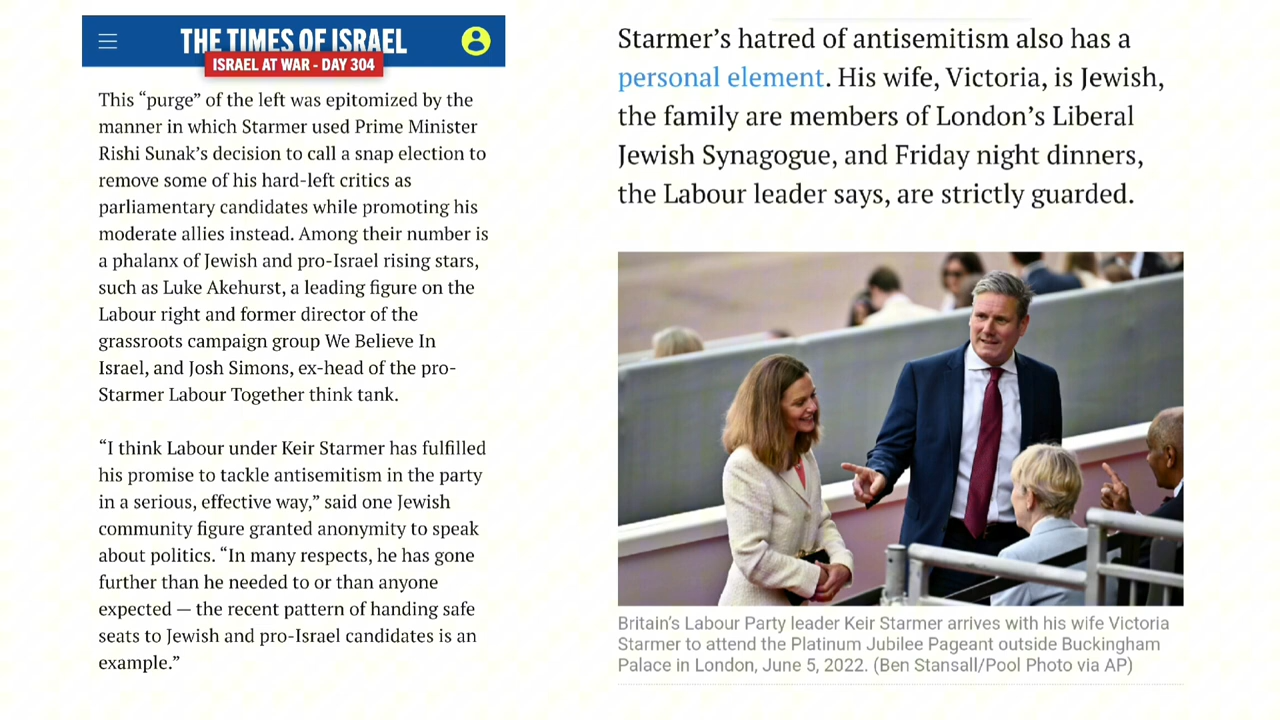 THE TIMES OF ISRAEL
ISRAEL AT WAR - DAY 304
This “purge” of the left was epitomized by the
manner in which Starmer used Prime Minister
Rishi Sunak’s decision to call a snap election to
remove some of his hard-left critics as
parliamentary candidates while promoting his
moderate allies instead. Among their number is
a phalanx of Jewish and pro-Israel rising stars,
such as Luke Akehurst, a leading figure on the
Labour right and former director of the
grassroots campaign group We Believe In
Israel, and Josh Simons, ex-head of the pro-
Starmer Labour Together think tank.
“I think Labour under Keir Starmer has fulfilled
his promise to tackle antisemitism in the party
in a serious, effective way,” said one Jewish
community figure granted anonymity to speak
about politics. “In many respects, he has gone
further than he needed to or than anyone
expected — the recent pattern of handing safe
seats to Jewish and pro-Israel candidates is an
example.”
Starmer’s hatred of antisemitism also has a
personal element. His wife, Victoria, is Jewish,
the family are members of London’s Liberal
Jewish Synagogue, and Friday night dinners,
the Labour leader says, are strictly guarded.
Britain’s Labour Party leader Keir Starmer arrives with his wife Victoria
Starmer to attend the Platinum Jubilee Pageant outside Buckingham
Palace in London, June 5, 2022. (Ben Stansall/Pool Photo via AP)